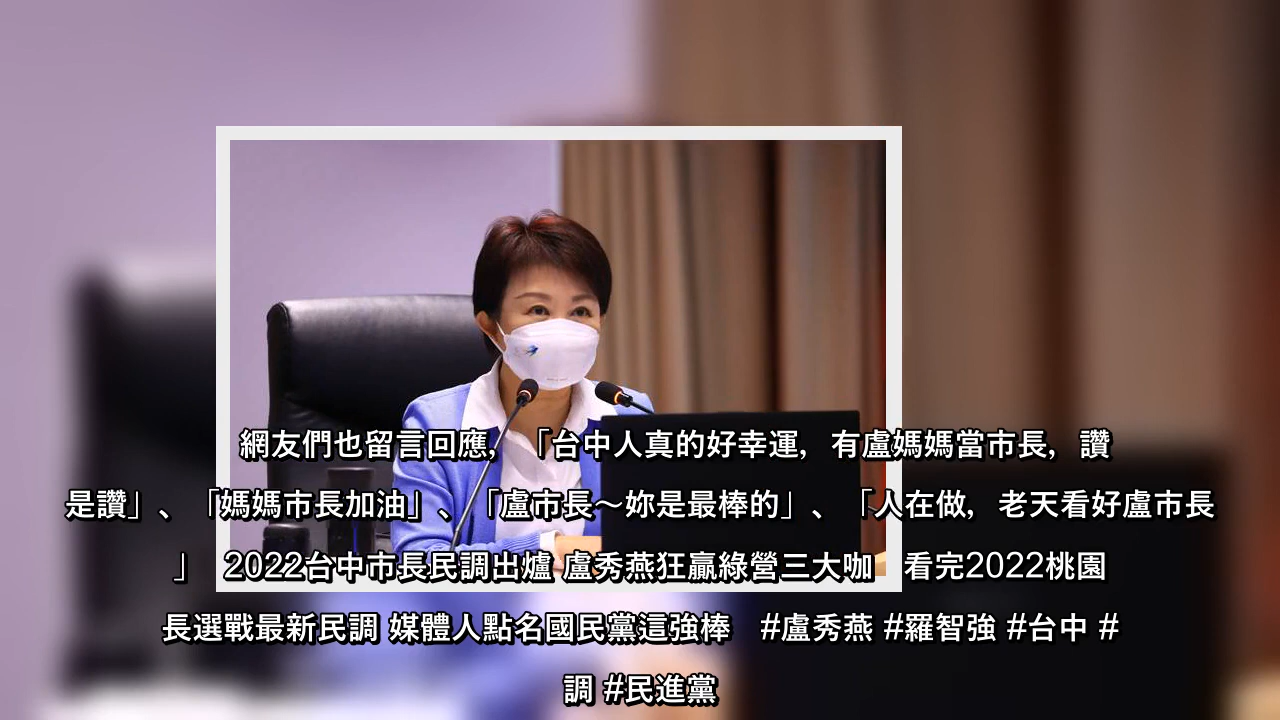 網友們也留言回應，「台中人真的好幸運，有盧媽媽當市長，讚
是讚」、「媽媽市長加油」、「盧市長～妳是最棒的」、「人在做，老天看好盧市長
」 2022台中市長民調出爐 盧秀燕狂贏綠營三大咖　看完2022桃園
長選戰最新民調 媒體人點名國民黨這強棒　#盧秀燕 #羅智強 #台中 #
調 #民進黨